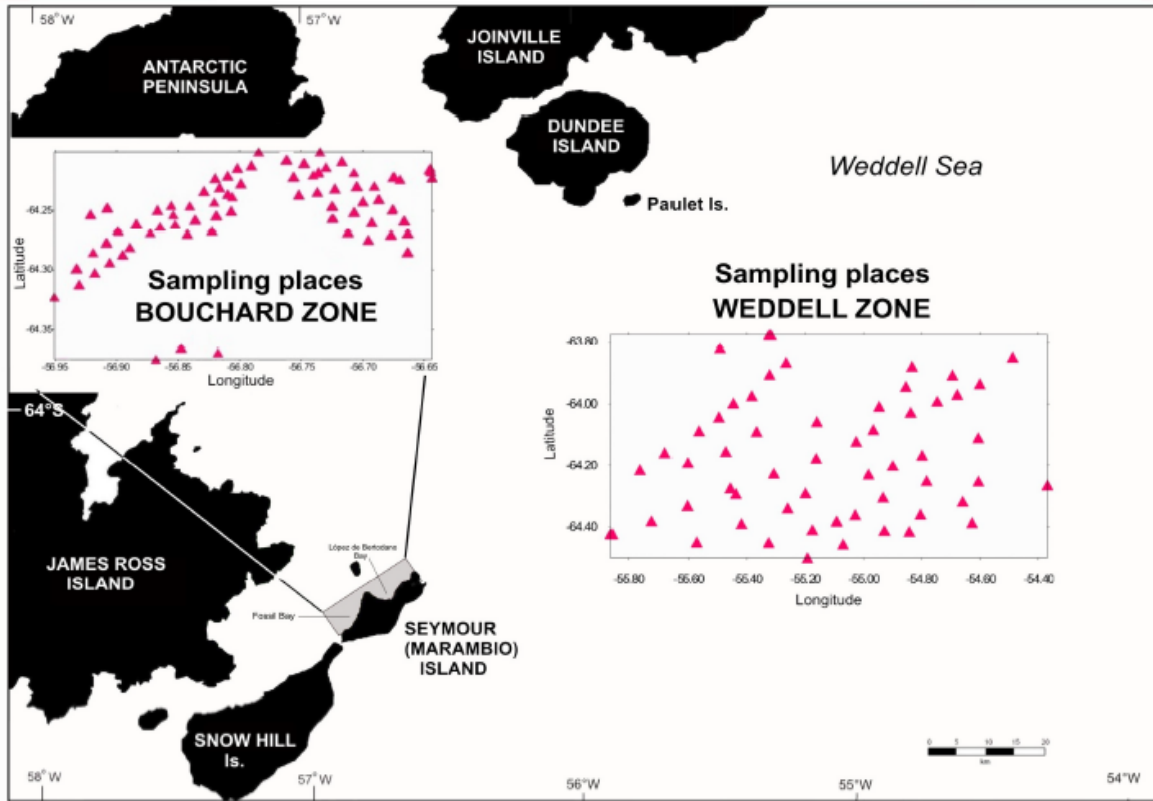 58°W
57°W
ANTARCTIC
PENINSULA
JOINVILLE
ISLAND
DUNDEE
ISLAND
Weddell Sea
Paulet Is.
-64.25
-64.30
-64.35
Latitude
Sampling places
BOUCHARD ZONE
-56.95
-56.90
-56.85
-56.80
-56.75
-56.70
-56.65
Longitude
Sampling places
WEDDELL ZONE
-63.80
-64.00
-64.20
-64.40
Latitude
-55.80
-55.60
-55.40
-55.20
-55.00
-54.80
-54.60
-54.40
Longitude
64°S
JAMES ROSS
ISLAND
López de Bertodano
Bay
Fossil Bay
SEYMOUR
(MARAMBIO)
ISLAND
SNOW HILL
Is.
0 5 10 15 20
km
58°W
57°W
56°W
55°W
54°W